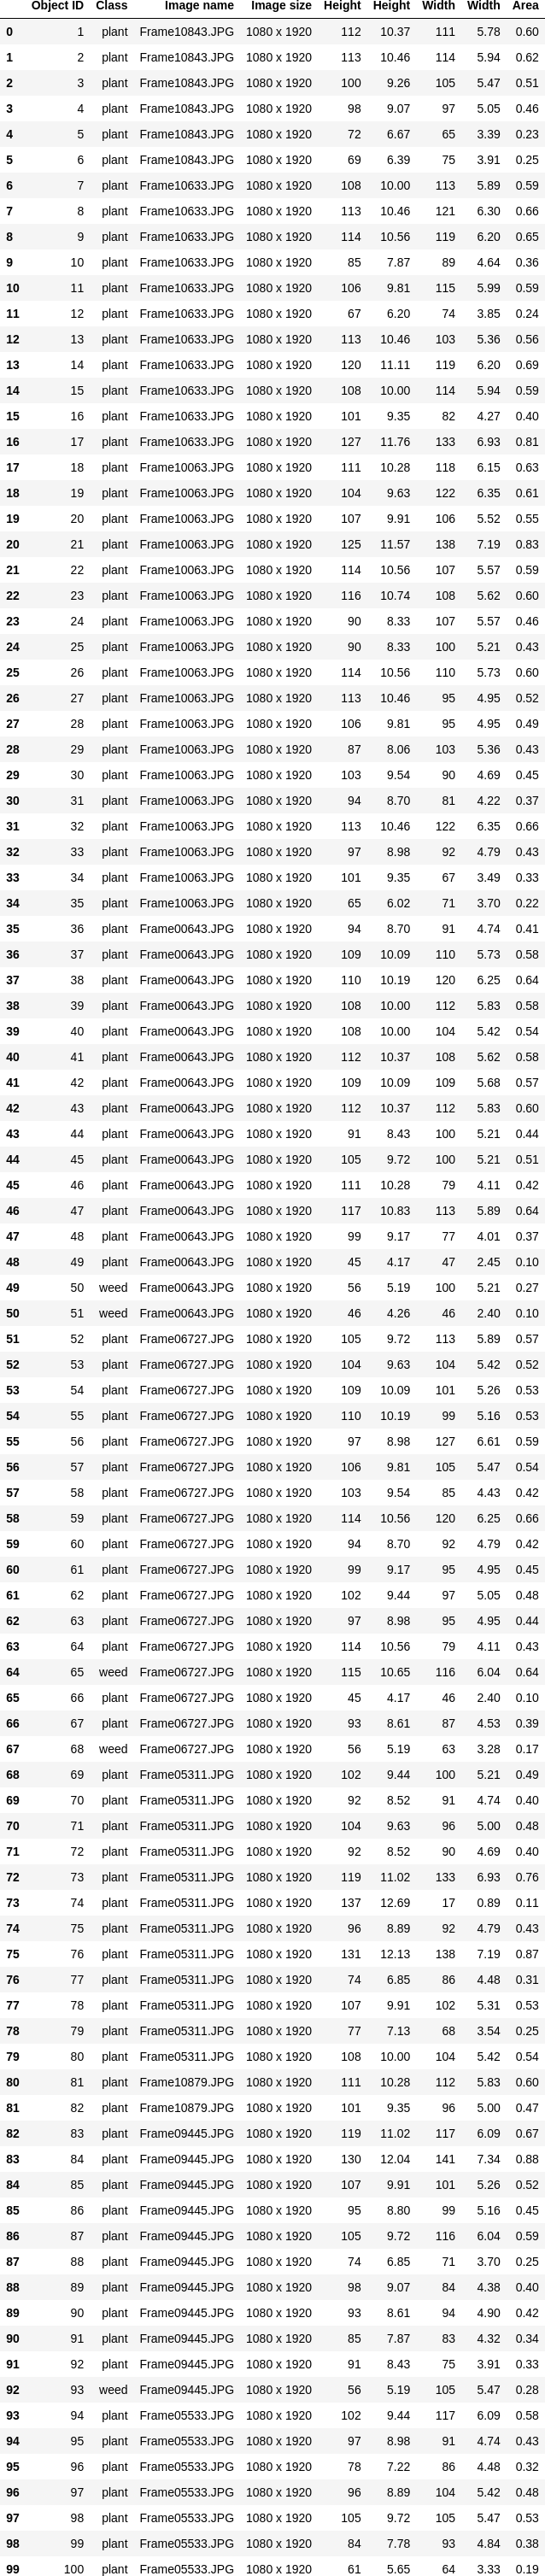 Object ID Class Image name Image size Height Height Width Width Area
0 1 plant Frame10843.JPG 1080 x 1920 112 10.37 111 5.78 0.60
1 2 plant Frame10843.JPG 1080 x 1920 113 10.46 114 5.94 0.62
2 3 plant Frame10843.JPG 1080 x 1920 100 9.26 105 5.47 0.51
3 4 plant Frame10843.JPG 1080 x 1920 98 9.07 97 5.05 0.46
4 5 plant Frame10843.JPG 1080 x 1920 72 6.67 65 3.39 0.23
5 6 plant Frame10843.JPG 1080 x 1920 69 6.39 75 3.91 0.25
6 7 plant Frame10633.JPG 1080 x 1920 108 10.00 113 5.89 0.59
7 8 plant Frame10633.JPG 1080 x 1920 113 10.46 121 6.30 0.66
8 9 plant Frame10633.JPG 1080 x 1920 114 10.56 119 6.20 0.65
9 10 plant Frame10633.JPG 1080 x 1920 85 7.87 89 4.64 0.36
10 11 plant Frame10633.JPG 1080 x 1920 106 9.81 115 5.99 0.59
11 12 plant Frame10633.JPG 1080 x 1920 67 6.20 74 3.85 0.24
12 13 plant Frame10633.JPG 1080 x 1920 113 10.46 103 5.36 0.56
13 14 plant Frame10633.JPG 1080 x 1920 120 11.11 119 6.20 0.69
14 15 plant Frame10633.JPG 1080 x 1920 108 10.00 114 5.94 0.59
15 16 plant Frame10633.JPG 1080 x 1920 101 9.35 82 4.27 0.40
16 17 plant Frame10633.JPG 1080 x 1920 127 11.76 133 6.93 0.81
17 18 plant Frame10063.JPG 1080 x 1920 111 10.28 118 6.15 0.63
18 19 plant Frame10063.JPG 1080 x 1920 104 9.63 122 6.35 0.61
19 20 plant Frame10063.JPG 1080 x 1920 107 9.91 106 5.52 0.55
20 21 plant Frame10063.JPG 1080 x 1920 125 11.57 138 7.19 0.83
21 22 plant Frame10063.JPG 1080 x 1920 114 10.56 107 5.57 0.59
22 23 plant Frame10063.JPG 1080 x 1920 116 10.74 108 5.62 0.60
23 24 plant Frame10063.JPG 1080 x 1920 90 8.33 107 5.57 0.46
24 25 plant Frame10063.JPG 1080 x 1920 90 8.33 100 5.21 0.43
25 26 plant Frame10063.JPG 1080 x 1920 114 10.56 110 5.73 0.60
26 27 plant Frame10063.JPG 1080 x 1920 113 10.46 95 4.95 0.52
27 28 plant Frame10063.JPG 1080 x 1920 106 9.81 95 4.95 0.49
28 29 plant Frame10063.JPG 1080 x 1920 87 8.06 103 5.36 0.43
29 30 plant Frame10063.JPG 1080 x 1920 103 9.54 90 4.69 0.45
30 31 plant Frame10063.JPG 1080 x 1920 94 8.70 81 4.22 0.37
31 32 plant Frame10063.JPG 1080 x 1920 113 10.46 122 6.35 0.66
32 33 plant Frame10063.JPG 1080 x 1920 97 8.98 92 4.79 0.43
33 34 plant Frame10063.JPG 1080 x 1920 101 9.35 67 3.49 0.33
34 35 plant Frame10063.JPG 1080 x 1920 65 6.02 71 3.70 0.22
35 36 plant Frame00643.JPG 1080 x 1920 94 8.70 91 4.74 0.41
36 37 plant Frame00643.JPG 1080 x 1920 109 10.09 110 5.73 0.58
37 38 plant Frame00643.JPG 1080 x 1920 110 10.19 120 6.25 0.64
38 39 plant Frame00643.JPG 1080 x 1920 108 10.00 112 5.83 0.58
39 40 plant Frame00643.JPG 1080 x 1920 108 10.00 104 5.42 0.54
40 41 plant Frame00643.JPG 1080 x 1920 112 10.37 108 5.62 0.58
41 42 plant Frame00643.JPG 1080 x 1920 109 10.09 109 5.68 0.57
42 43 plant Frame00643.JPG 1080 x 1920 112 10.37 112 5.83 0.60
43 44 plant Frame00643.JPG 1080 x 1920 91 8.43 100 5.21 0.44
44 45 plant Frame00643.JPG 1080 x 1920 105 9.72 100 5.21 0.51
45 46 plant Frame00643.JPG 1080 x 1920 111 10.28 79 4.11 0.42
46 47 plant Frame00643.JPG 1080 x 1920 117 10.83 113 5.89 0.64
47 48 plant Frame00643.JPG 1080 x 1920 99 9.17 77 4.01 0.37
48 49 plant Frame00643.JPG 1080 x 1920 45 4.17 47 2.45 0.10
49 50 weed Frame00643.JPG 1080 x 1920 56 5.19 100 5.21 0.27
50 51 weed Frame00643.JPG 1080 x 1920 46 4.26 46 2.40 0.10
51 52 plant Frame06727.JPG 1080 x 1920 105 9.72 113 5.89 0.57
52 53 plant Frame06727.JPG 1080 x 1920 104 9.63 104 5.42 0.52
53 54 plant Frame06727.JPG 1080 x 1920 109 10.09 101 5.26 0.53
54 55 plant Frame06727.JPG 1080 x 1920 110 10.19 99 5.16 0.53
55 56 plant Frame06727.JPG 1080 x 1920 97 8.98 127 6.61 0.59
56 57 plant Frame06727.JPG 1080 x 1920 106 9.81 105 5.47 0.54
57 58 plant Frame06727.JPG 1080 x 1920 103 9.54 85 4.43 0.42
58 59 plant Frame06727.JPG 1080 x 1920 114 10.56 120 6.25 0.66
59 60 plant Frame06727.JPG 1080 x 1920 94 8.70 92 4.79 0.42
60 61 plant Frame06727.JPG 1080 x 1920 99 9.17 95 4.95 0.45
61 62 plant Frame06727.JPG 1080 x 1920 102 9.44 97 5.05 0.48
62 63 plant Frame06727.JPG 1080 x 1920 97 8.98 95 4.95 0.44
63 64 plant Frame06727.JPG 1080 x 1920 114 10.56 79 4.11 0.43
64 65 weed Frame06727.JPG 1080 x 1920 115 10.65 116 6.04 0.64
65 66 plant Frame06727.JPG 1080 x 1920 45 4.17 46 2.40 0.10
66 67 plant Frame06727.JPG 1080 x 1920 93 8.61 87 4.53 0.39
67 68 weed Frame06727.JPG 1080 x 1920 56 5.19 63 3.28 0.17
68 69 plant Frame05311.JPG 1080 x 1920 102 9.44 100 5.21 0.49
69 70 plant Frame05311.JPG 1080 x 1920 92 8.52 91 4.74 0.40
70 71 plant Frame05311.JPG 1080 x 1920 104 9.63 96 5.00 0.48
71 72 plant Frame05311.JPG 1080 x 1920 92 8.52 90 4.69 0.40
72 73 plant Frame05311.JPG 1080 x 1920 119 11.02 133 6.93 0.76
73 74 plant Frame05311.JPG 1080 x 1920 137 12.69 17 0.89 0.11
74 75 plant Frame05311.JPG 1080 x 1920 96 8.89 92 4.79 0.43
75 76 plant Frame05311.JPG 1080 x 1920 131 12.13 138 7.19 0.87
76 77 plant Frame05311.JPG 1080 x 1920 74 6.85 86 4.48 0.31
77 78 plant Frame05311.JPG 1080 x 1920 107 9.91 102 5.31 0.53
78 79 plant Frame05311.JPG 1080 x 1920 77 7.13 68 3.54 0.25
79 80 plant Frame05311.JPG 1080 x 1920 108 10.00 104 5.42 0.54
80 81 plant Frame10879.JPG 1080 x 1920 111 10.28 112 5.83 0.60
81 82 plant Frame10879.JPG 1080 x 1920 101 9.35 96 5.00 0.47
82 83 plant Frame09445.JPG 1080 x 1920 119 11.02 117 6.09 0.67
83 84 plant Frame09445.JPG 1080 x 1920 130 12.04 141 7.34 0.88
84 85 plant Frame09445.JPG 1080 x 1920 107 9.91 101 5.26 0.52
85 86 plant Frame09445.JPG 1080 x 1920 95 8.80 99 5.16 0.45
86 87 plant Frame09445.JPG 1080 x 1920 105 9.72 116 6.04 0.59
87 88 plant Frame09445.JPG 1080 x 1920 74 6.85 71 3.70 0.25
88 89 plant Frame09445.JPG 1080 x 1920 98 9.07 84 4.38 0.40
89 90 plant Frame09445.JPG 1080 x 1920 93 8.61 94 4.90 0.42
90 91 plant Frame09445.JPG 1080 x 1920 85 7.87 83 4.32 0.34
91 92 plant Frame09445.JPG 1080 x 1920 91 8.43 75 3.91 0.33
92 93 weed Frame09445.JPG 1080 x 1920 56 5.19 105 5.47 0.28
93 94 plant Frame05533.JPG 1080 x 1920 102 9.44 117 6.09 0.58
94 95 plant Frame05533.JPG 1080 x 1920 97 8.98 91 4.74 0.43
95 96 plant Frame05533.JPG 1080 x 1920 78 7.22 86 4.48 0.32
96 97 plant Frame05533.JPG 1080 x 1920 96 8.89 104 5.42 0.48
97 98 plant Frame05533.JPG 1080 x 1920 105 9.72 105 5.47 0.53
98 99 plant Frame05533.JPG 1080 x 1920 84 7.78 93 4.84 0.38
99 100 plant Frame05533.JPG 1080 x 1920 61 5.65 64 3.33 0.19